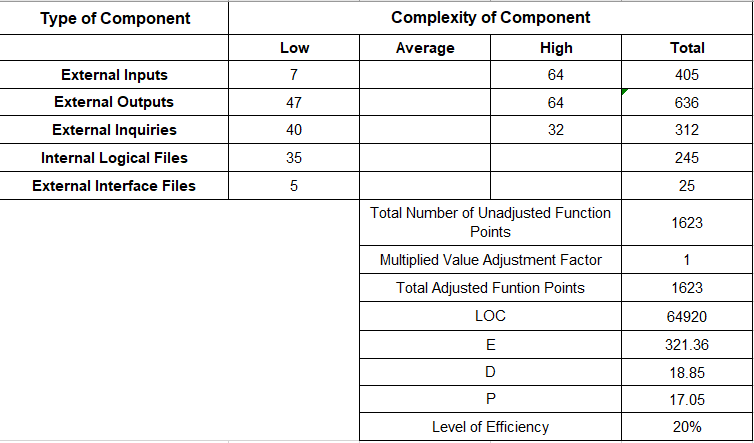 Type of Component Complexity of Component
Low Average High Total
External Inputs 7 64 405
External Outputs 47 64 636
External Inquiries 40 32 312
Internal Logical Files 35 245
External Interface Files 5 25
Total Number of Unadjusted Function
Points 1623
Multiplied Value Adjustment Factor 1
Total Adjusted Funtion Points 1623
LOC 64920
E 321.36
D 18.85
P 17.05
Level of Efficiency 20%